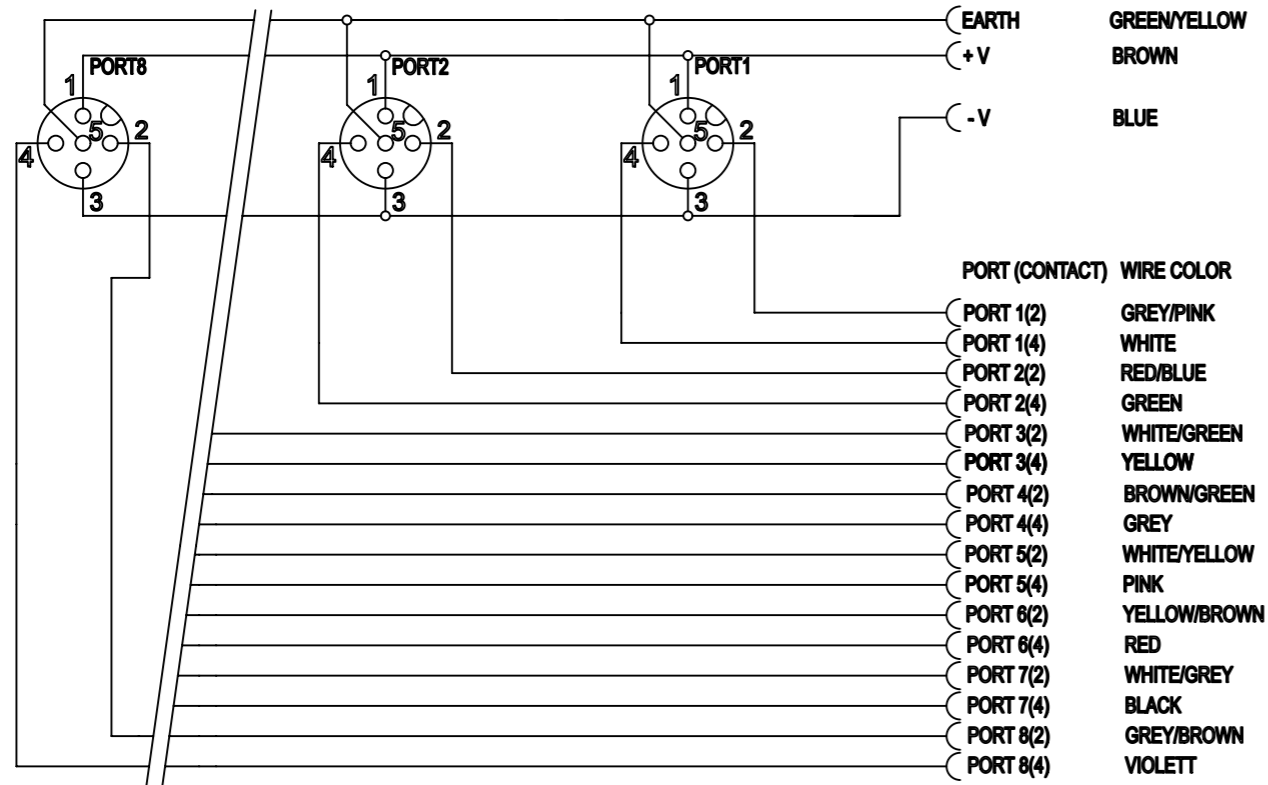 EARTH GREEN/YELLOW
+ V BROWN
PORT8 PORT2 PORT1
1 1 1
- V BLUE
5 2 5 2 5 2
4 4 4
3 3 3
PORT (CONTACT) WIRE COLOR
PORT 1(2) GREY/PINK
PORT 1(4) WHITE
PORT 2(2) RED/BLUE
PORT 2(4) GREEN
PORT 3(2) WHITE/GREEN
PORT 3(4) YELLOW
PORT 4(2) BROWN/GREEN
PORT 4(4) GREY
PORT 5(2) WHITE/YELLOW
PORT 5(4) PINK
PORT 6(2) YELLOW/BROWN
PORT 6(4) RED
PORT 7(2) WHITE/GREY
PORT 7(4) BLACK
PORT 8(2) GREY/BROWN
PORT 8(4) VIOLETT